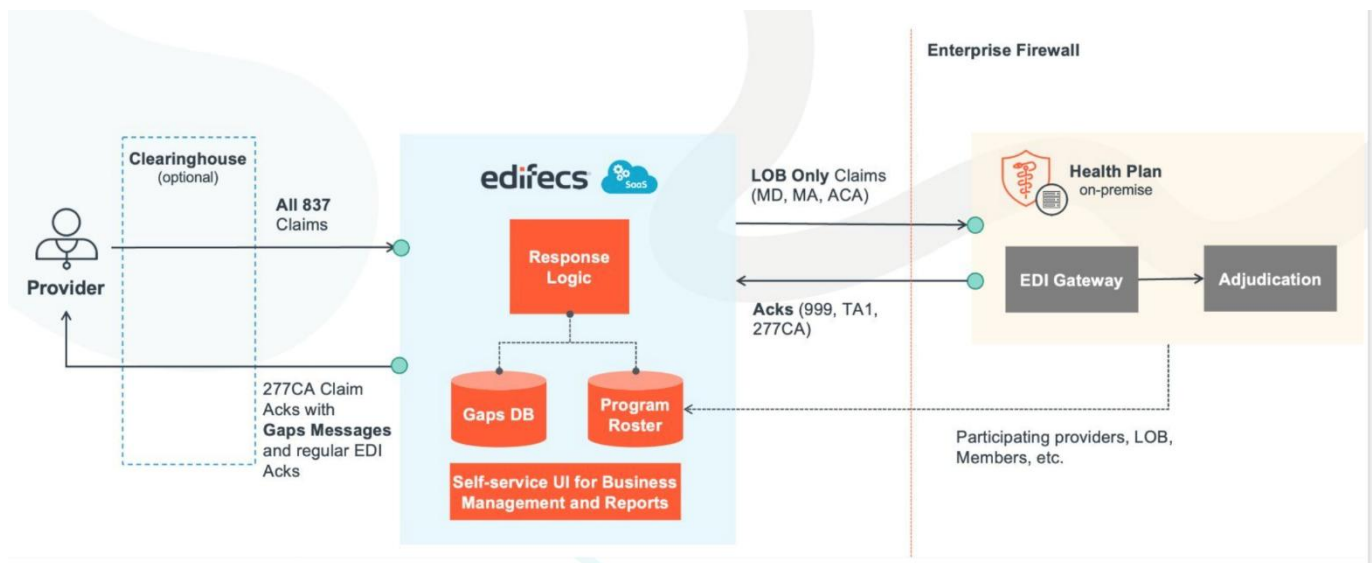 Enterprise Firewall
Clearinghouse
(optional)
All 837
Claims
Provider
277CA Claim
Acks with
Gaps Messages
and regular EDI
Acks
edifecs
SaaS
Response
Logic
Gaps DB
Program
Roster
Self-service UI for Business
Management and Reports
LOB Only Claims
(MD, MA, ACA)
Acks (999, TA1,
277CA)
Health Plan
on-premise
EDI Gateway
Adjudication
Participating providers, LOB,
Members, etc.